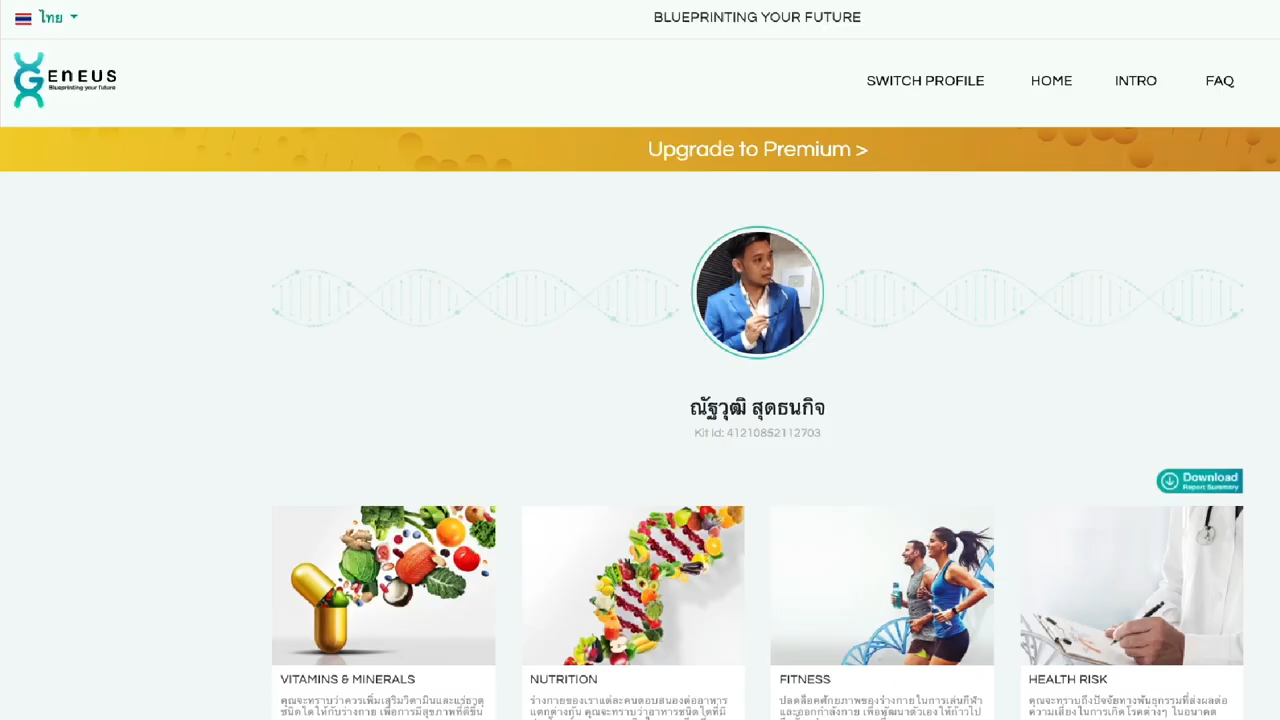 ไทย
BLUEPRINTING YOUR FUTURE
GENEUS
Blueprinting your future
SWITCH PROFILE
HOME
INTRO
FAQ
Upgrade to Premium >
ณัฐวุฒิ สุดธนกิจ
Kit Id: 41210852112703
Download
Report Summary
VITAMINS & MINERALS
คุณจะทราบว่าควรเพิ่มเสริมวิตามินและแร่ธาตุ
ชนิดใดให้กับร่างกาย เพื่อการมีสุขภาพที่ดีขึ้น
NUTRITION
ร่างกายของเราแต่ละคนตอบสนองต่ออาหาร
แตกต่างกัน คุณจะทราบว่าอาหารชนิดใดที่มี
FITNESS
ปลดล็อคศักยภาพของร่างกายในการเล่นกีฬา
และออกกำลังกาย เพื่อพัฒนาตัวเองให้ก้าวไป
HEALTH RISK
คุณจะทราบถึงปัจจัยทางพันธุกรรมที่ส่งผลต่อ
ความเสี่ยงในการเกิดโรคต่างๆ ในอนาคต